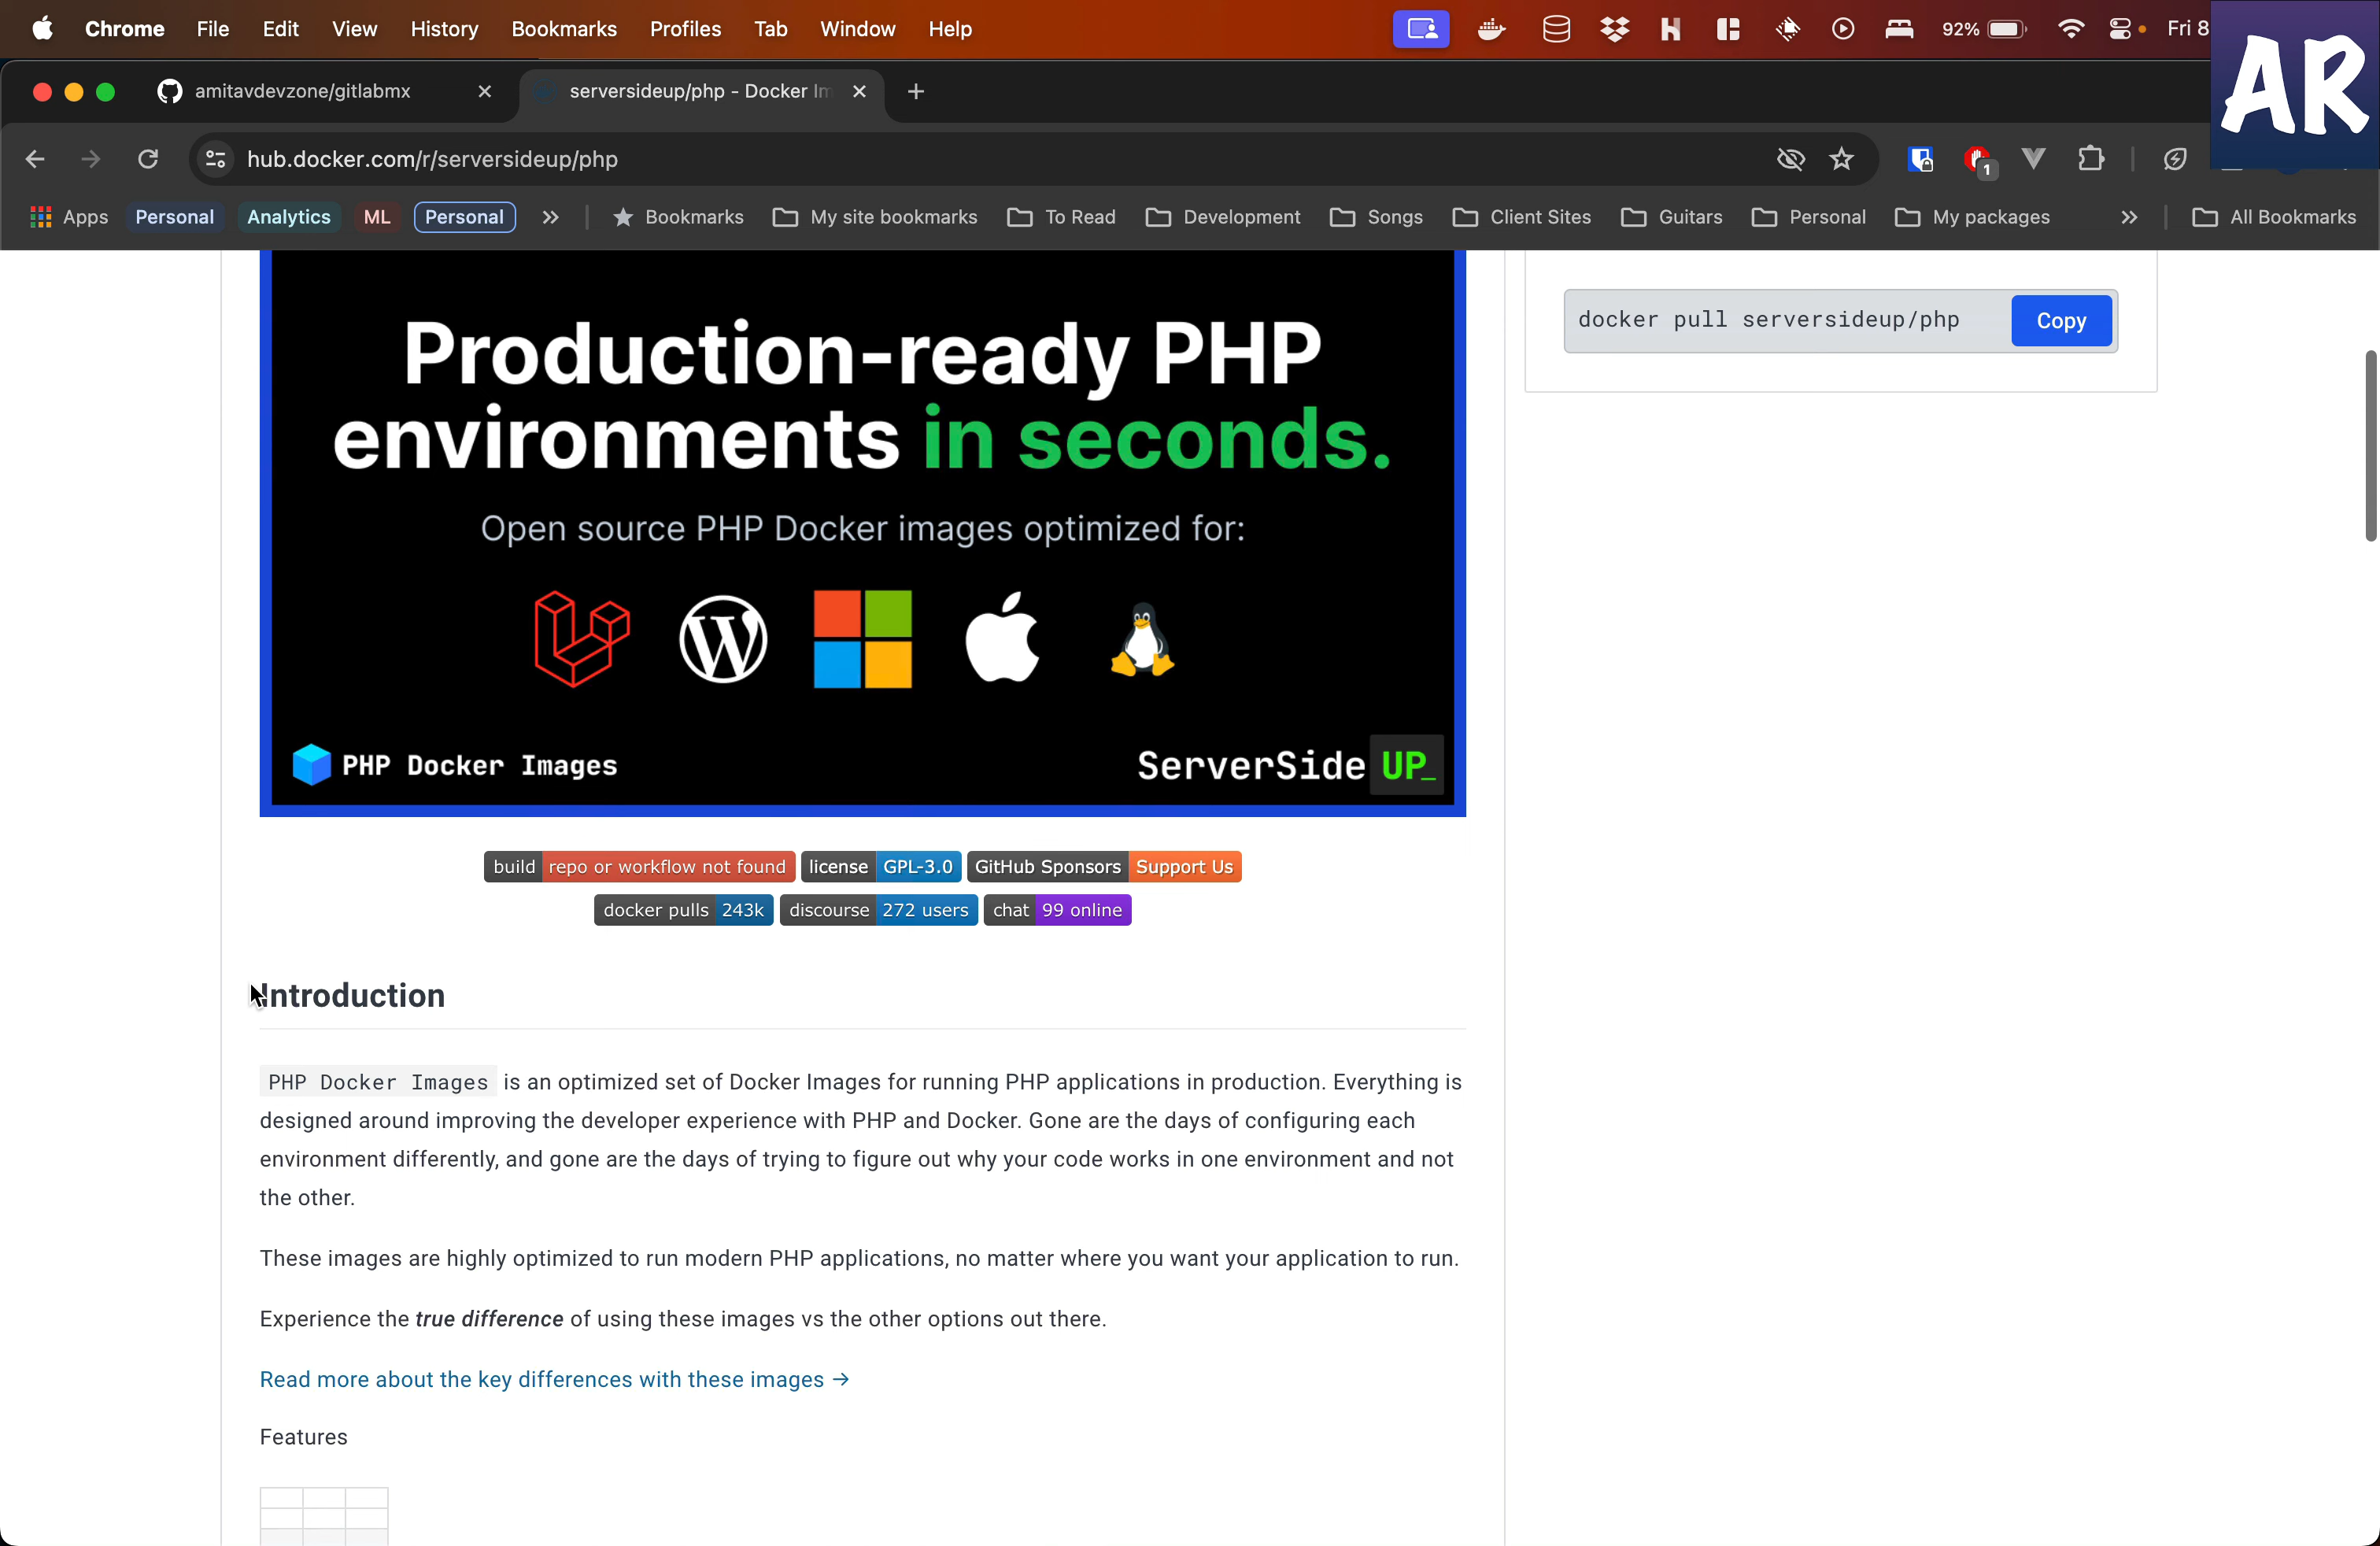 Chrome File Edit View History Bookmarks Profiles Tab Window Help 92% Fri 8
AR
amitavdevzone/gitlabmx serversideup/php - Docker Im
hub.docker.com/r/serversideup/php 1
Apps Personal Analytics ML Personal Bookmarks My site bookmarks To Read Development Songs Client Sites Guitars Personal My packages All Bookmarks
docker pull serversideup/php Copy
Production-ready PHP
environments in seconds.
Open source PHP Docker images optimized for:
PHP Docker Images ServerSide UP_
build repo or workflow not found license GPL-3.0 GitHub Sponsors Support Us
docker pulls 243k discourse 272 users chat 99 online
Introduction
PHP Docker Images is an optimized set of Docker Images for running PHP applications in production. Everything is
designed around improving the developer experience with PHP and Docker. Gone are the days of configuring each
environment differently, and gone are the days of trying to figure out why your code works in one environment and not
the other.
These images are highly optimized to run modern PHP applications, no matter where you want your application to run.
Experience the true difference of using these images vs the other options out there.
Read more about the key differences with these images →
Features